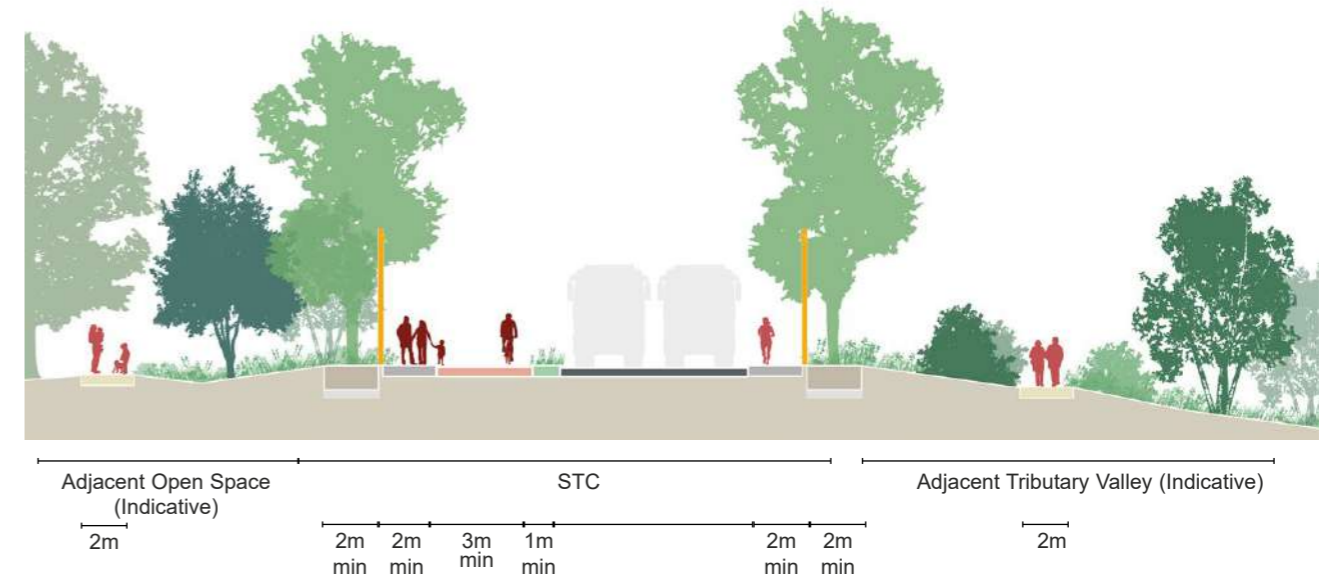 Adjacent Open Space
(Indicative)
STC
Adjacent Tributary Valley (Indicative)
2m
2m
min
2m
min
3m
min
1m
min
2m
min
2m
min
2m